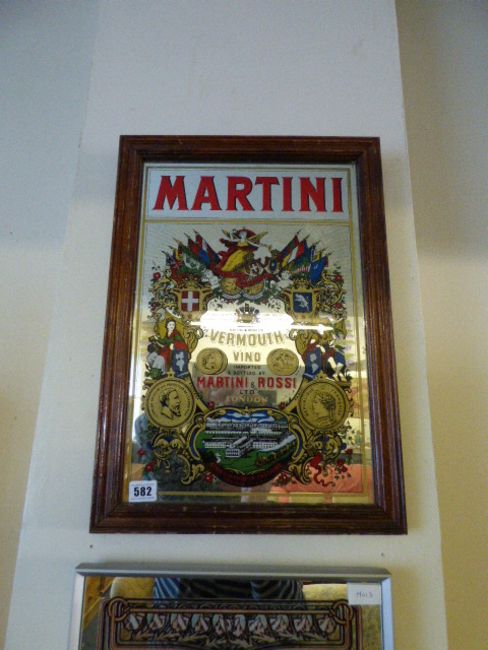 MARTINI
VERMOUTH
VINO
IMPORTED
& BOTTLED BY
MARTINI & ROSSI
LTD
LONDON
582